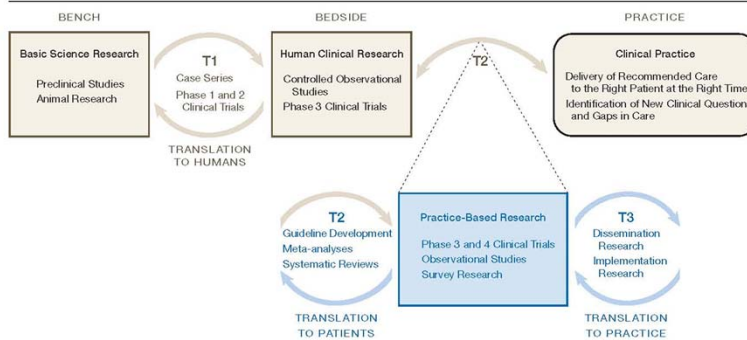 BENCH
BEDSIDE
PRACTICE
Basic Science Research
Preclinical Studies
Animal Research
T1
Case Series
Phase 1 and 2
Clinical Trials
TRANSLATION
TO HUMANS
Human Clinical Research
Controlled Observational
Studies
Phase 3 Clinical Trials
T2
Clinical Practice
Delivery of Recommended Care
to the Right Patient at the Right Time
Identification of New Clinical Question
and Gaps in Care
T2
Guideline Development
Meta-analyses
Systematic Reviews
TRANSLATION
TO PATIENTS
Practice-Based Research
Phase 3 and 4 Clinical Trials
Observational Studies
Survey Research
T3
Dissemination
Research
Implementation
Research
TRANSLATION
TO PRACTICE